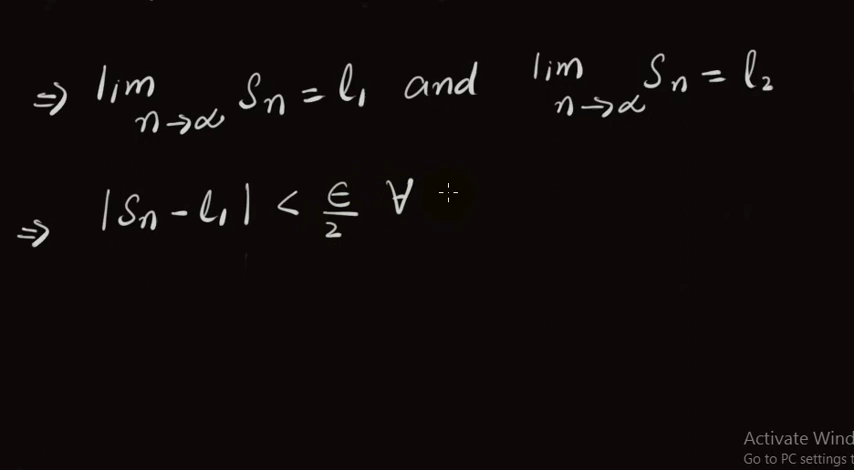 ⇒ lim n→∝ Sn = l1 and lim n→∝ Sn = l2
⇒ |Sn - l1| < ϵ/2 ∀
Activate Wind
Go to PC settings t